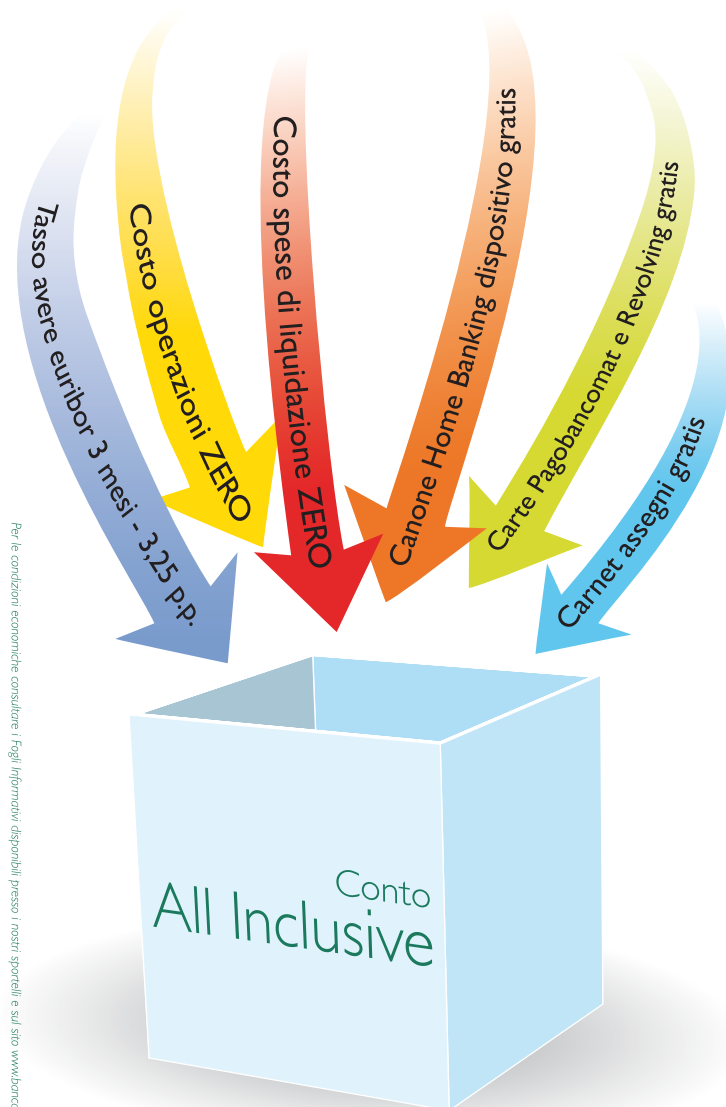 Tasso avere euribor 3 mesi - 3,25 p.p.
Costo operazioni ZERO
Costo spese di liquidazione ZERO
Canone Home Banking dispositivo gratis
Carte Pagobancomat e Revolving gratis
Carnet assegni gratis
Conto
All Inclusive
Per le condizioni economiche consultare i Fogli Informativi disponibili presso i nostri sportelli e sul sito